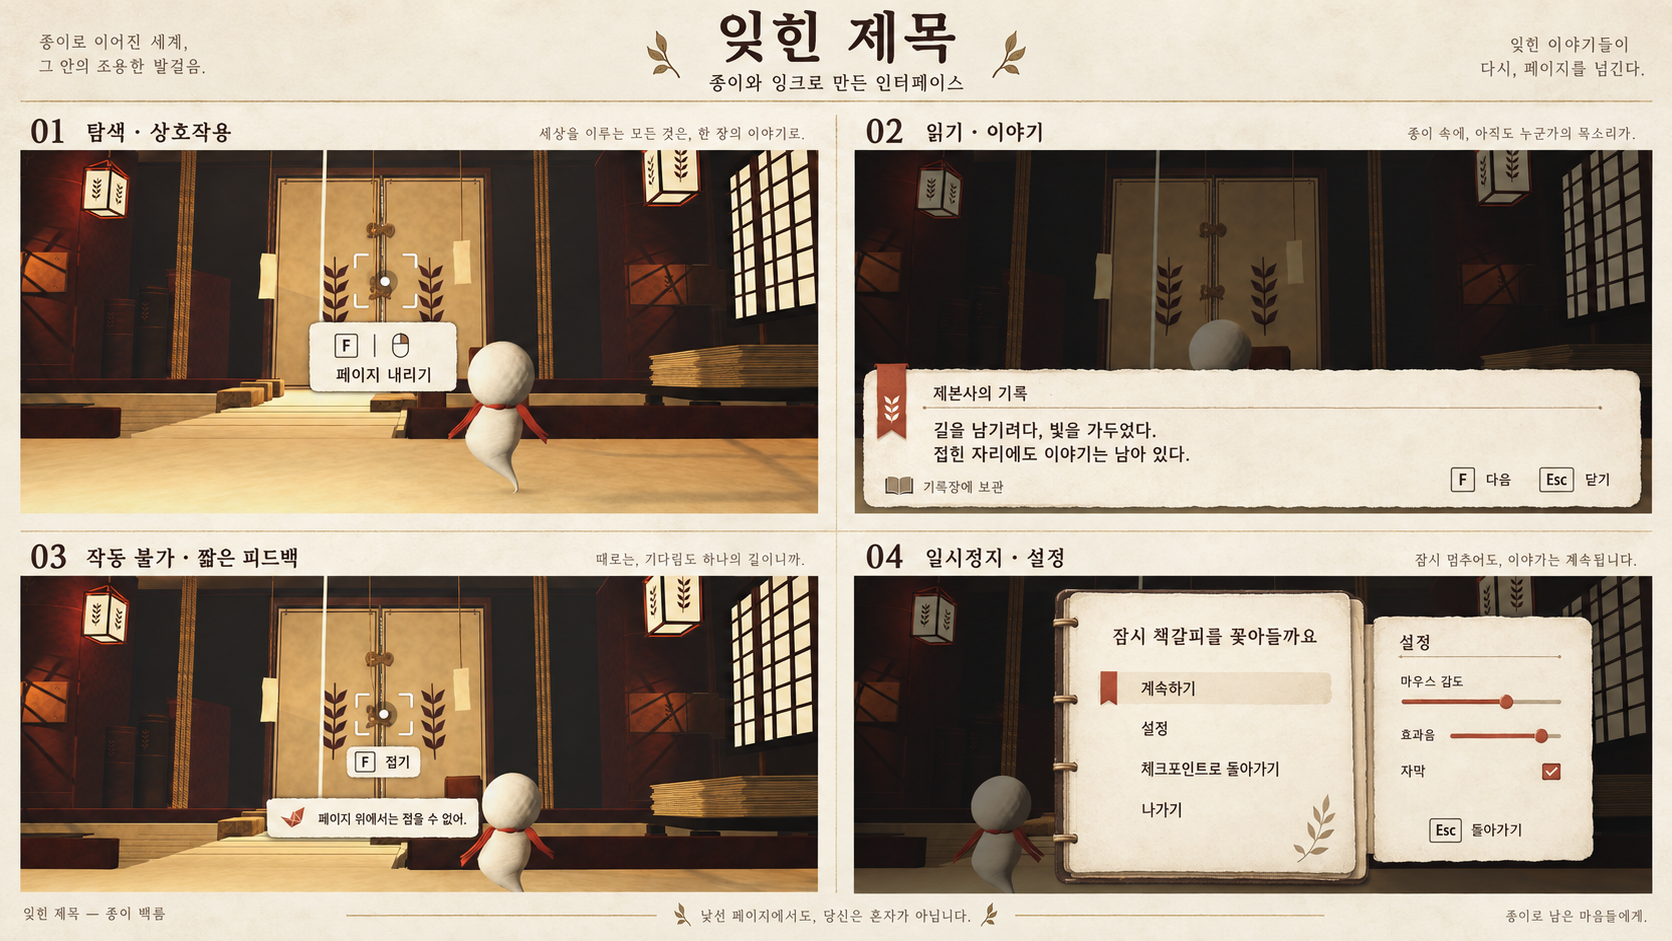 종이로 이어진 세계,
그 안의 조용한 발걸음.
잊힌 제목
종이와 잉크로 만든 인터페이스
잊힌 이야기들이
다시, 페이지를 넘긴다.
01 탐색 · 상호작용
세상을 이루는 모든 것은, 한 장의 이야기로.
F
페이지 내리기
02 읽기 · 이야기
종이 속에, 아직도 누군가의 목소리가.
제본사의 기록
길을 남기려다, 빛을 가두었다.
접힌 자리에도 이야기는 남아 있다.
기록장에 보관
F 다음 Esc 닫기
03 작동 불가 · 짧은 피드백
때로는, 기다림도 하나의 길이니까.
F 접기
페이지 위에서는 접을 수 없어.
04 일시정지 · 설정
잠시 멈추어도, 이야가는 계속됩니다.
잠시 책갈피를 꽃아들까요
계속하기
설정
체크포인트로 돌아가기
나가기
설정
마우스 감도
효과음
자막
Esc 돌아가기
잊힌 제목 — 종이 백름
낯선 페이지에서도, 당신은 혼자가 아닙니다.
종이로 남은 마음들에게.